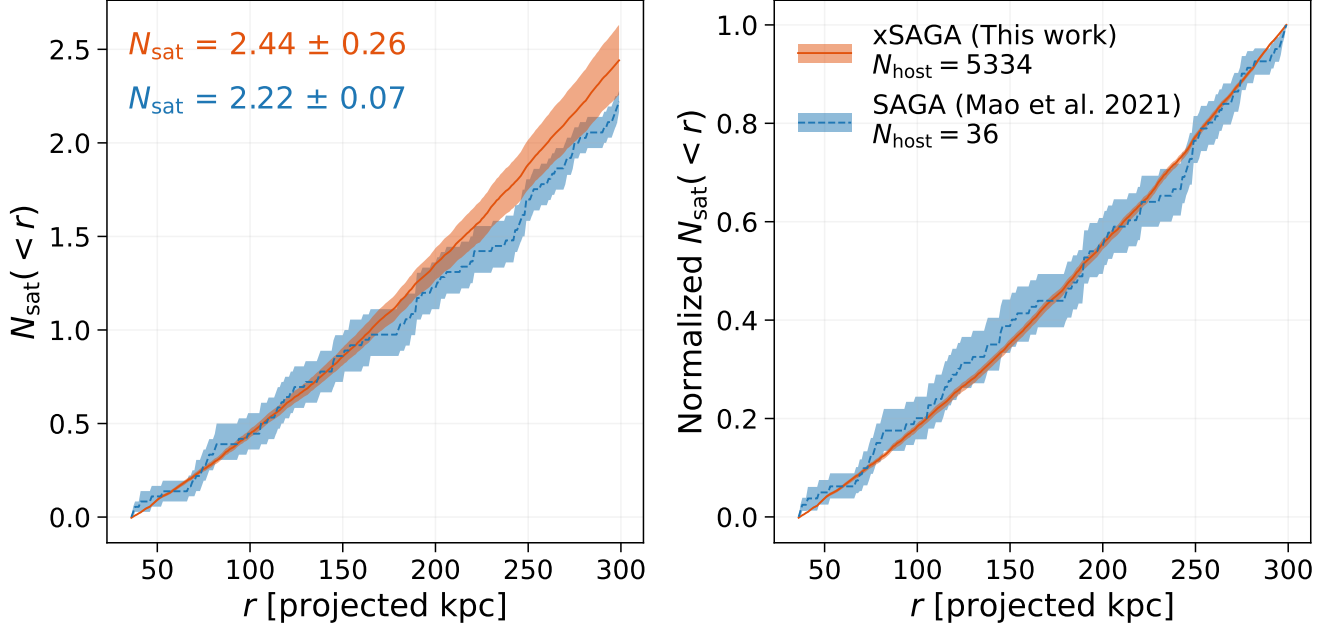 N_sat = 2.44 ± 0.26
N_sat = 2.22 ± 0.07
N_sat(< r)
2.5
2.0
1.5
1.0
0.5
0.0
50 100 150 200 250 300
r [projected kpc]
xSAGA (This work)
N_host = 5334
SAGA (Mao et al. 2021)
N_host = 36
Normalized N_sat(< r)
1.0
0.8
0.6
0.4
0.2
0.0
50 100 150 200 250 300
r [projected kpc]